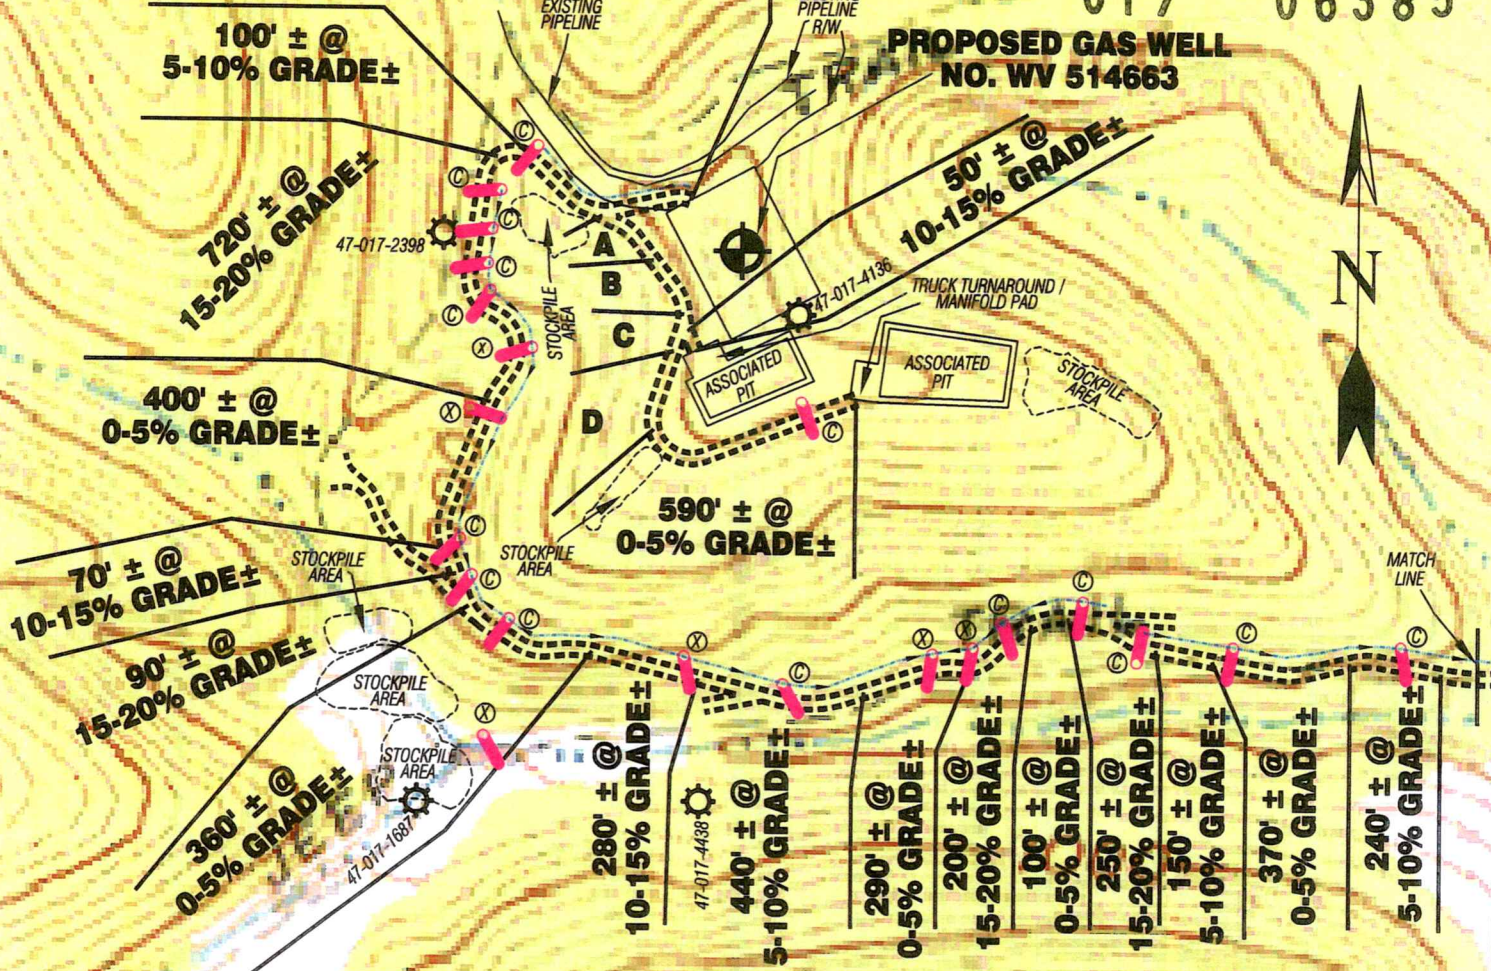 EXISTING
PIPELINE
PIPELINE
R/W
017
06385
100' ± @
5-10% GRADE±
PROPOSED GAS WELL
NO. WV 514663
720' ± @
15-20% GRADE±
47-017-2398
STOCKPILE
AREA
A
B
C
D
50' ± @
10-15% GRADE±
47-017-4136
TRUCK TURNAROUND /
MANIFOLD PAD
ASSOCIATED
PIT
ASSOCIATED
PIT
STOCKPILE
AREA
N
400' ± @
0-5% GRADE±
590' ± @
0-5% GRADE±
STOCKPILE
AREA
70' ± @
10-15% GRADE±
STOCKPILE
AREA
MATCH
LINE
90' ± @
15-20% GRADE±
STOCKPILE
AREA
STOCKPILE
AREA
360' ± @
0-5% GRADE±
47-017-1687
280' ± @
10-15% GRADE±
47-017-4438
440' ± @
5-10% GRADE±
290' ± @
0-5% GRADE±
200' ± @
15-20% GRADE±
100' ± @
0-5% GRADE±
250' ± @
15-20% GRADE±
150' ± @
5-10% GRADE±
370' ± @
0-5% GRADE±
240' ± @
5-10% GRADE±
C
C
C
C
C
X
X
C
C
C
C
X
X
C
X
X
C
C
C
C
C